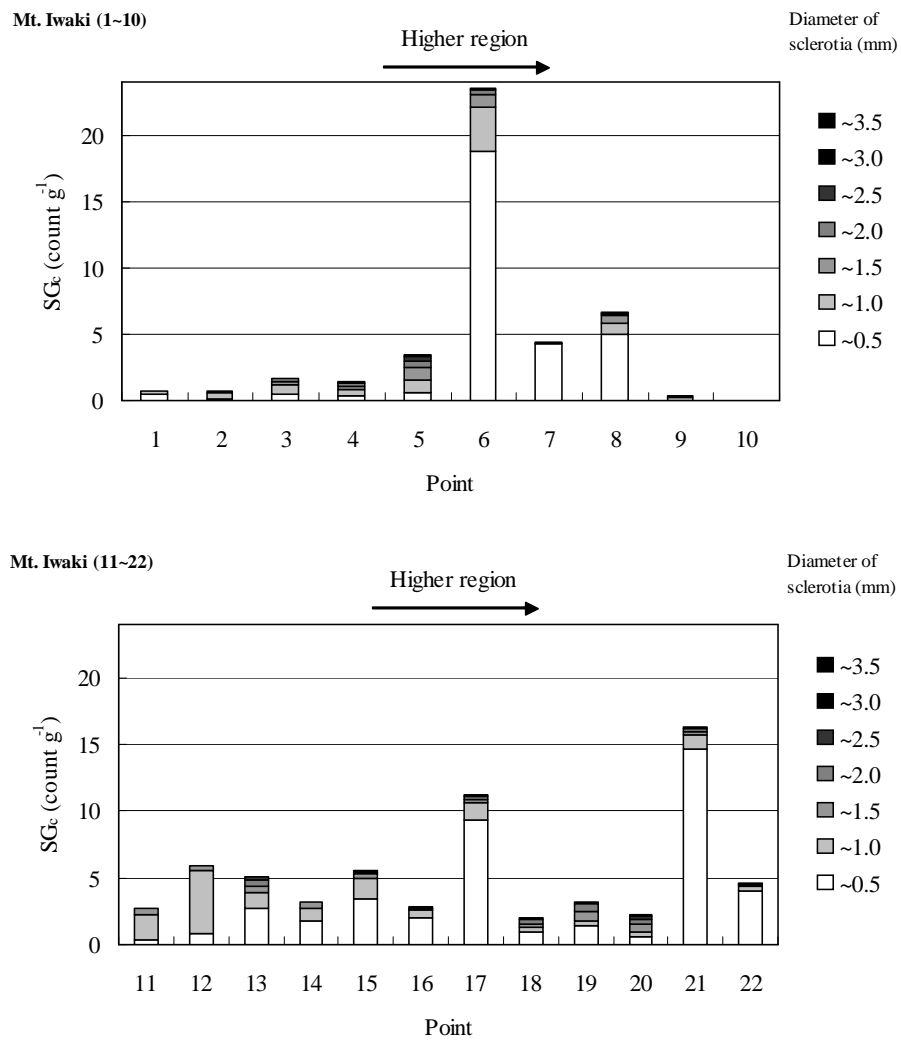 Mt. Iwaki (1~10)
Diameter of
sclerotia (mm)
Higher region
~3.5
~3.0
~2.5
~2.0
~1.5
~1.0
~0.5
SGc (count g-1)
20
15
10
5
0
1 2 3 4 5 6 7 8 9 10
Point
Mt. Iwaki (11~22)
Diameter of
sclerotia (mm)
Higher region
~3.5
~3.0
~2.5
~2.0
~1.5
~1.0
~0.5
SGc (count g-1)
20
15
10
5
0
11 12 13 14 15 16 17 18 19 20 21 22
Point